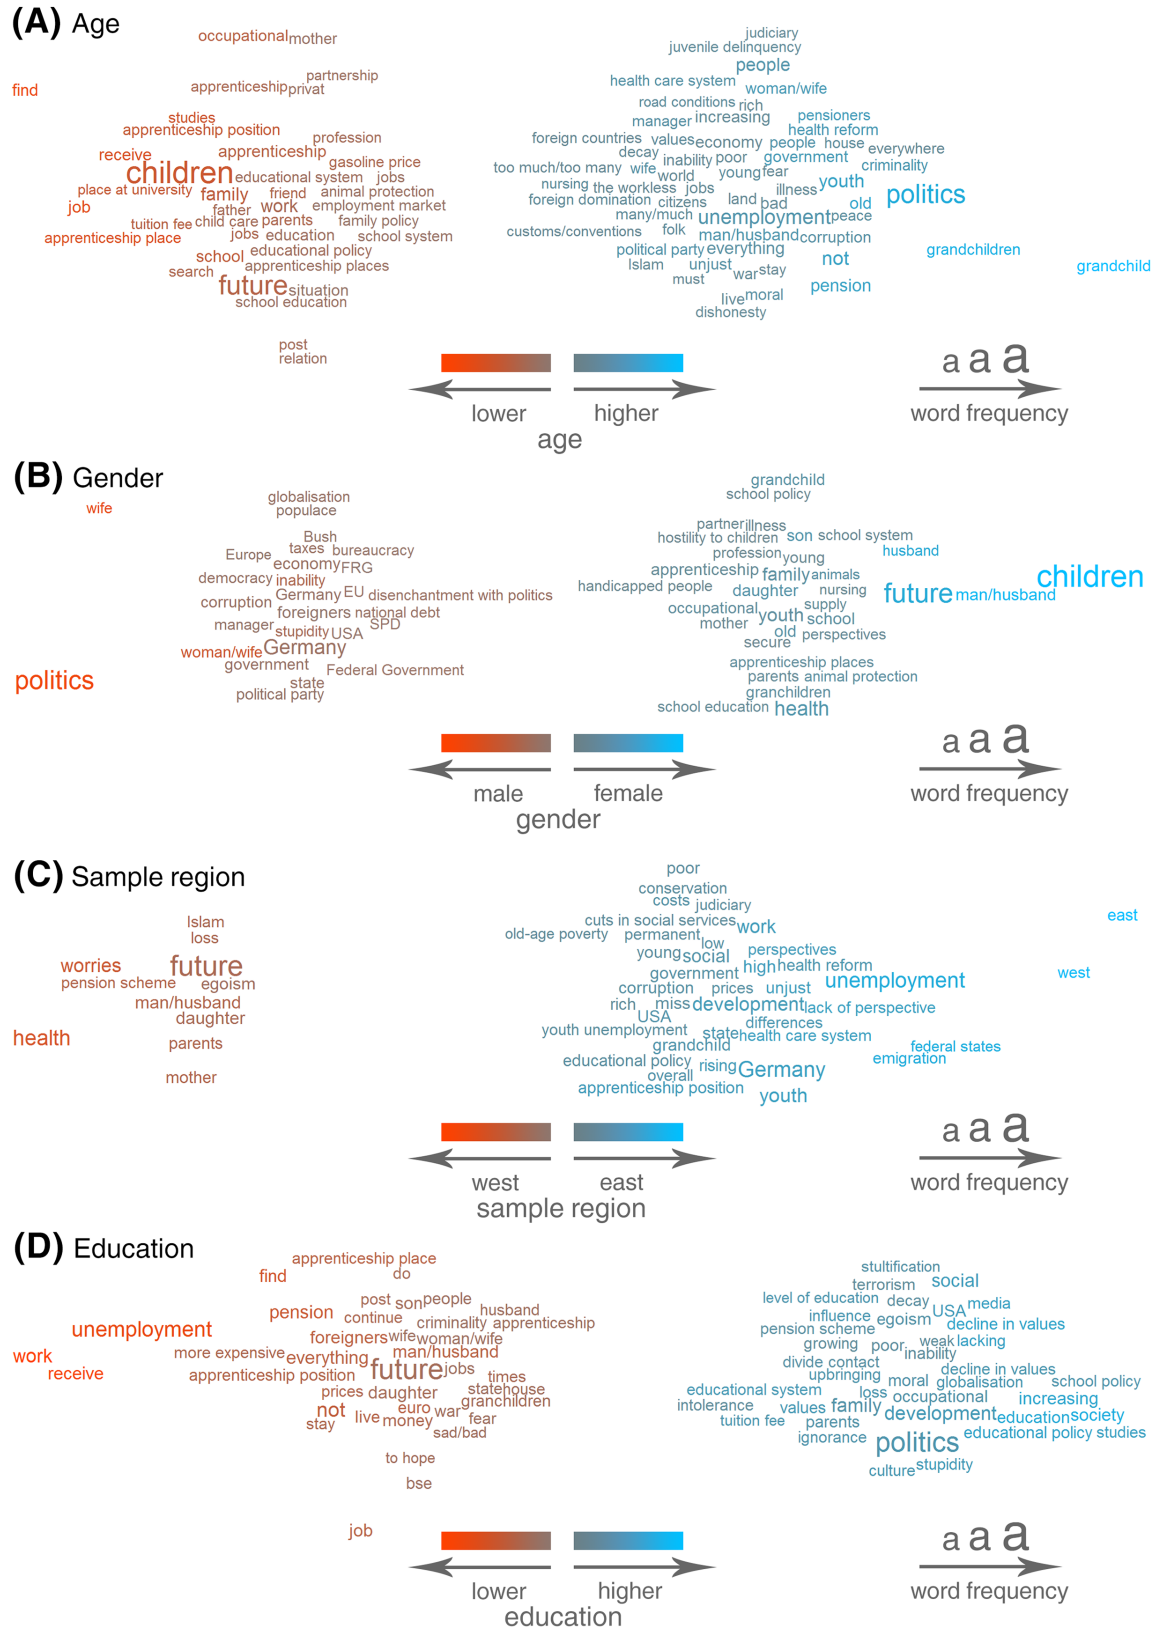 (A) Age
occupational mother
judiciary
juvenile delinquency
people
partnership
health care system
find
apprenticeship privat
woman/wife
road conditions rich
studies
manager increasing pensioners
apprenticeship position
health reform
profession
foreign countries values economy people house everywhere
receive apprenticeship
decay inability poor government
gasoline price
criminality
children educational system jobs
too much/too many wife world young fear
youth
nursing the workless jobs illness
place at university family friend animal protection
politics
foreign domination citizens land bad old
job father work employment market
many/much unemployment peace
tuition fee child care parents family policy
customs/conventions folk man/husband corruption
apprenticeship place jobs education school system
political party everything grandchildren
school educational policy
not
Islam unjust must war stay
grandchild
search apprenticeship places
future situation
pension
school education
live moral
dishonesty
post
relation
a a a
lower higher
word frequency
age
(B) Gender
wife
globalisation
populace
grandchild
school policy
Bush
taxes bureaucracy
Europe economy FRG
democracy inability
Germany EU disenchantment with politics
corruption foreigners national debt
manager stupidity USA SPD
woman/wife Germany
government Federal Government
politics
state
political party
partner illness
hostility to children son school system
profession young husband
apprenticeship family animals
children
handicapped people daughter nursing
future man/husband
occupational youth supply school
mother old perspectives
secure
apprenticeship places
parents animal protection
granchildren
school education health
a a a
male female
word frequency
gender
(C) Sample region
poor
conservation
costs judiciary
Islam
loss
cuts in social services work
east
old-age poverty permanent low
worries future
young social perspectives
pension scheme egoism
government high health reform
west
man/husband
corruption prices unjust unemployment
daughter
rich miss development lack of perspective
health
USA differences
youth unemployment state health care system
parents
grandchild federal states
educational policy rising Germany emigration
mother
overall
apprenticeship position youth
a a a
west east
word frequency
sample region
(D) Education
apprenticeship place
find do
post son people
pension continue husband
criminality apprenticeship
unemployment foreigners wife woman/wife
work more expensive everything man/husband
receive apprenticeship position future jobs times
prices daughter statehouse
granchildren
not euro war
stay live money fear
sad/bad
to hope
bse
job
stultification
terrorism social
level of education decay USA media
influence egoism decline in values
pension scheme
growing poor weak lacking
inability
divide contact decline in values
upbringing moral globalisation school policy
educational system loss occupational increasing
intolerance values family development education society
tuition fee parents
ignorance politics educational policy studies
culture stupidity
a a a
lower higher
word frequency
education